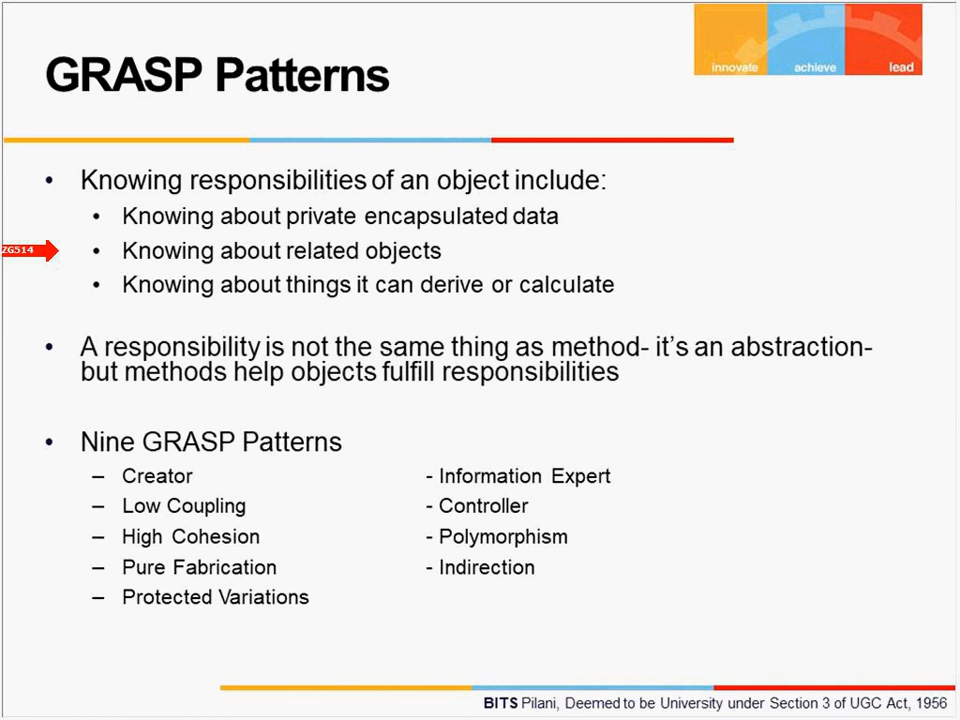 GRASP Patterns
innovate achieve lead
• Knowing responsibilities of an object include:
• Knowing about private encapsulated data
ZG514
• Knowing about related objects
• Knowing about things it can derive or calculate
• A responsibility is not the same thing as method- it's an abstraction-
but methods help objects fulfill responsibilities
• Nine GRASP Patterns
– Creator - Information Expert
– Low Coupling - Controller
– High Cohesion - Polymorphism
– Pure Fabrication - Indirection
– Protected Variations
BITS Pilani, Deemed to be University under Section 3 of UGC Act, 1956